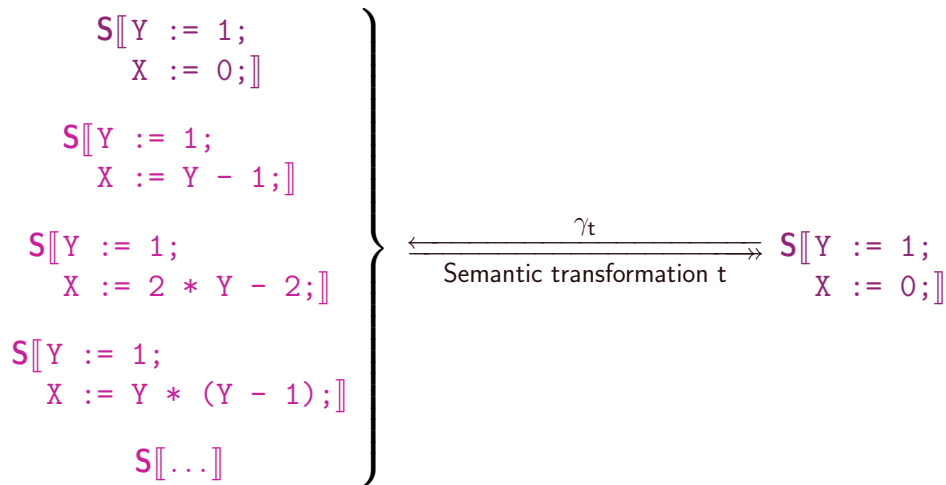 S⟦Y := 1;
X := 0;⟧
S⟦Y := 1;
X := Y - 1;⟧
S⟦Y := 1;
X := 2 * Y - 2;⟧
S⟦Y := 1;
X := Y * (Y - 1);⟧
S⟦...⟧
γt
Semantic transformation t
S⟦Y := 1;
X := 0;⟧